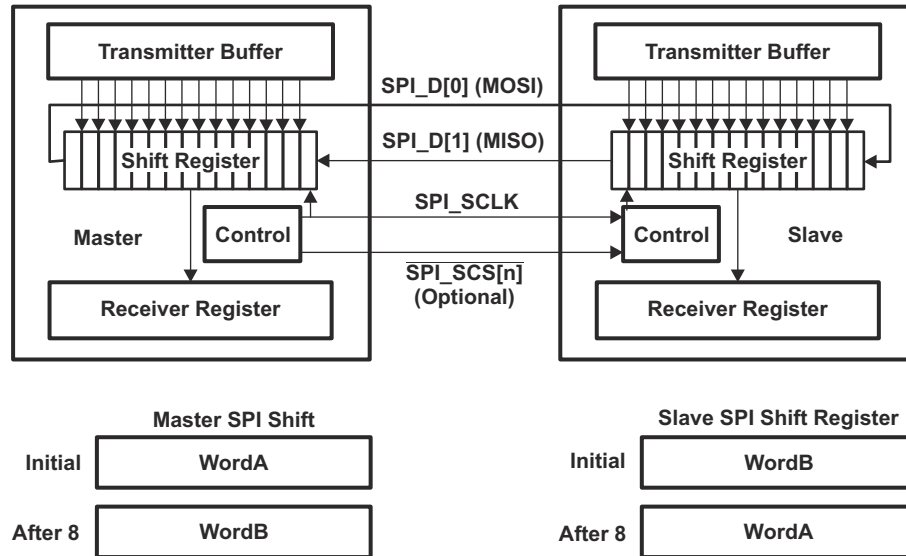 Transmitter Buffer
Transmitter Buffer
SPI_D[0] (MOSI)
SPI_D[1] (MISO)
Shift Register
Shift Register
SPI_SCLK
Master
Control
Control
Slave
SPI_SCS[n]
(Optional)
Receiver Register
Receiver Register
Master SPI Shift
Slave SPI Shift Register
Initial
WordA
Initial
WordB
After 8
WordB
After 8
WordA